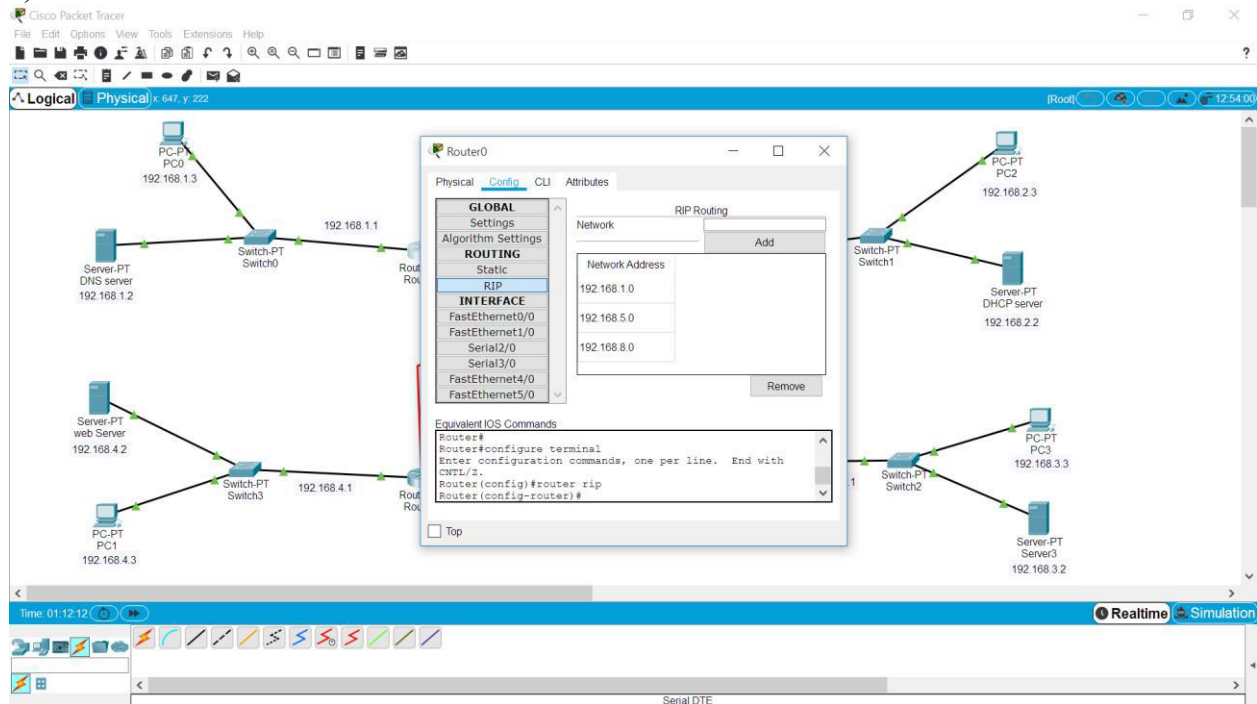 Cisco Packet Tracer
File Edit Options View Tools Extensions Help
?
Logical Physical x: 647, y: 222 [Root] 12:54:00
PC-PT
PC0
192.168.1.3
192.168.1.1
Server-PT
DNS server
192.168.1.2
Switch-PT
Switch0
Rout
Rou
Server-PT
web Server
192.168.4.2
Switch-PT
Switch3
192.168.4.1
Rout
Rou
PC-PT
PC1
192.168.4.3
Router0
Physical Config CLI Attributes
GLOBAL
Settings
Algorithm Settings
ROUTING
Static
RIP
INTERFACE
FastEthernet0/0
FastEthernet1/0
Serial2/0
Serial3/0
FastEthernet4/0
FastEthernet5/0
RIP Routing
Network
Add
Network Address
192.168.1.0
192.168.5.0
192.168.8.0
Remove
Equivalent IOS Commands
Router#
Router#configure terminal
Enter configuration commands, one per line. End with
CNTL/Z.
Router(config)#router rip
Router(config-router)#
Top
PC-PT
PC2
192.168.2.3
Switch-PT
Switch1
Server-PT
DHCP server
192.168.2.2
PC-PT
PC3
192.168.3.3
.1
Switch-PT
Switch2
Server-PT
Server3
192.168.3.2
Time: 01:12:12 Realtime Simulation
Serial DTE